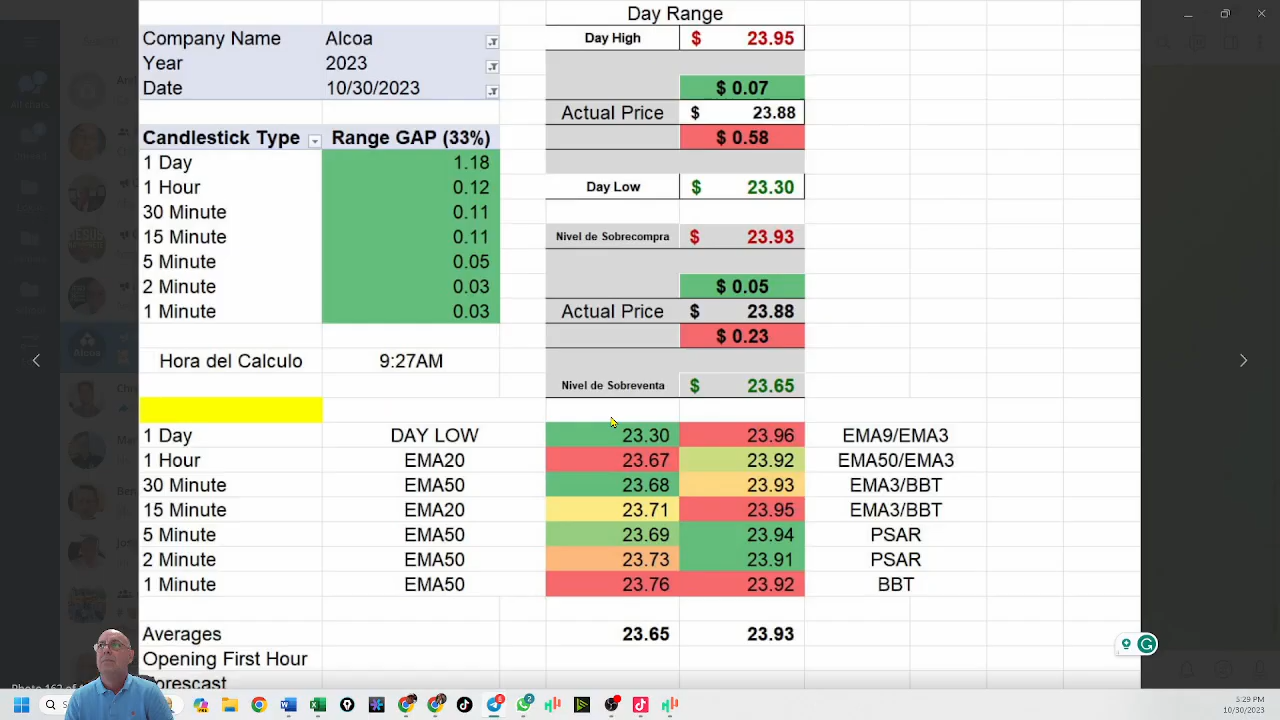 Day Range
Company Name Alcoa
Day High $ 23.95
Year 2023
Date 10/30/2023
$ 0.07
Actual Price $ 23.88
Candlestick Type Range GAP (33%)
$ 0.58
1 Day 1.18
1 Hour 0.12
Day Low $ 23.30
30 Minute 0.11
15 Minute 0.11
Nivel de Sobrecompra $ 23.93
5 Minute 0.05
2 Minute 0.03
$ 0.05
1 Minute 0.03
Actual Price $ 23.88
$ 0.23
Hora del Calculo 9:27AM
Nivel de Sobreventa $ 23.65
1 Day DAY LOW 23.30 23.96 EMA9/EMA3
1 Hour EMA20 23.67 23.92 EMA50/EMA3
30 Minute EMA50 23.68 23.93 EMA3/BBT
15 Minute EMA20 23.71 23.95 EMA3/BBT
5 Minute EMA50 23.69 23.94 PSAR
2 Minute EMA50 23.73 23.91 PSAR
1 Minute EMA50 23.76 23.92 BBT
Averages 23.65 23.93
Opening First Hour
Forecast
5:29 PM
10/30/2023